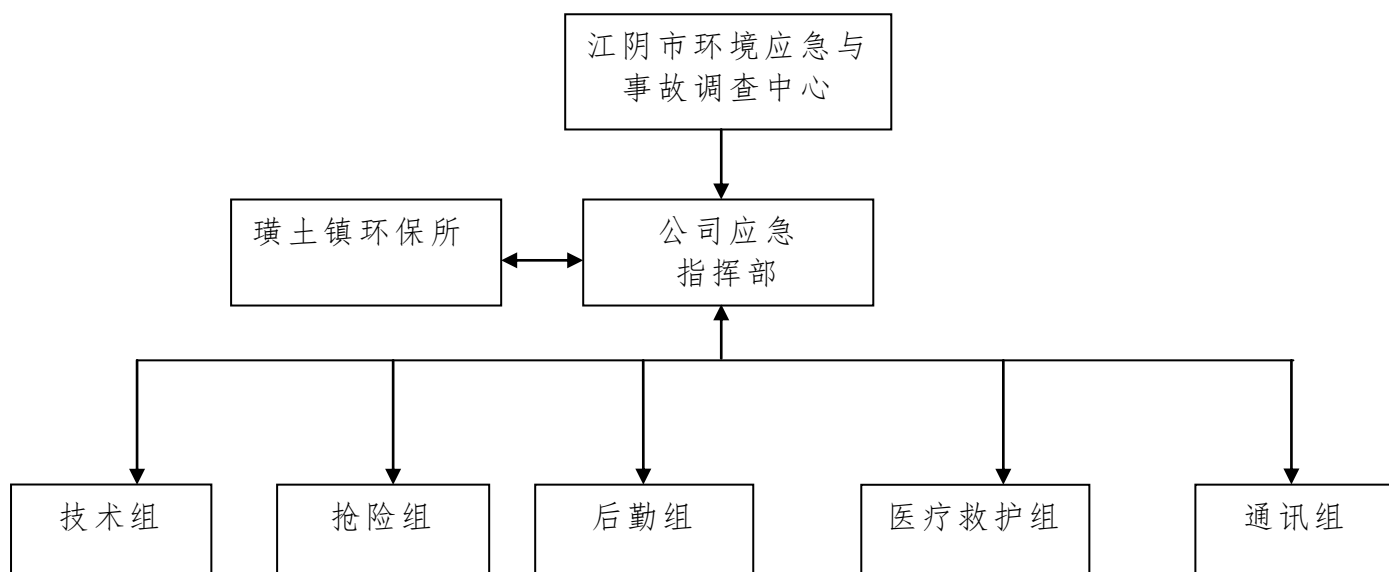 江阴市环境应急与
事故调查中心
璜土镇环保所
公司应急
指挥部
技术组
抢险组
后勤组
医疗救护组
通讯组